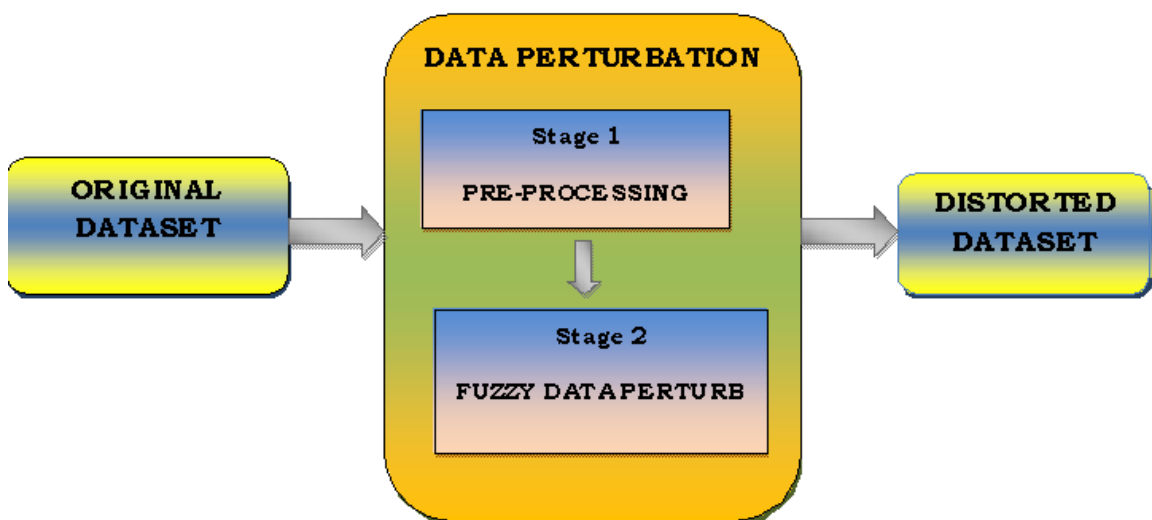 ORIGINAL
DATASET
DATA PERTURBATION
Stage 1
PRE-PROCESSING
Stage 2
FUZZY DATAPERTURB
DISTORTED
DATASET